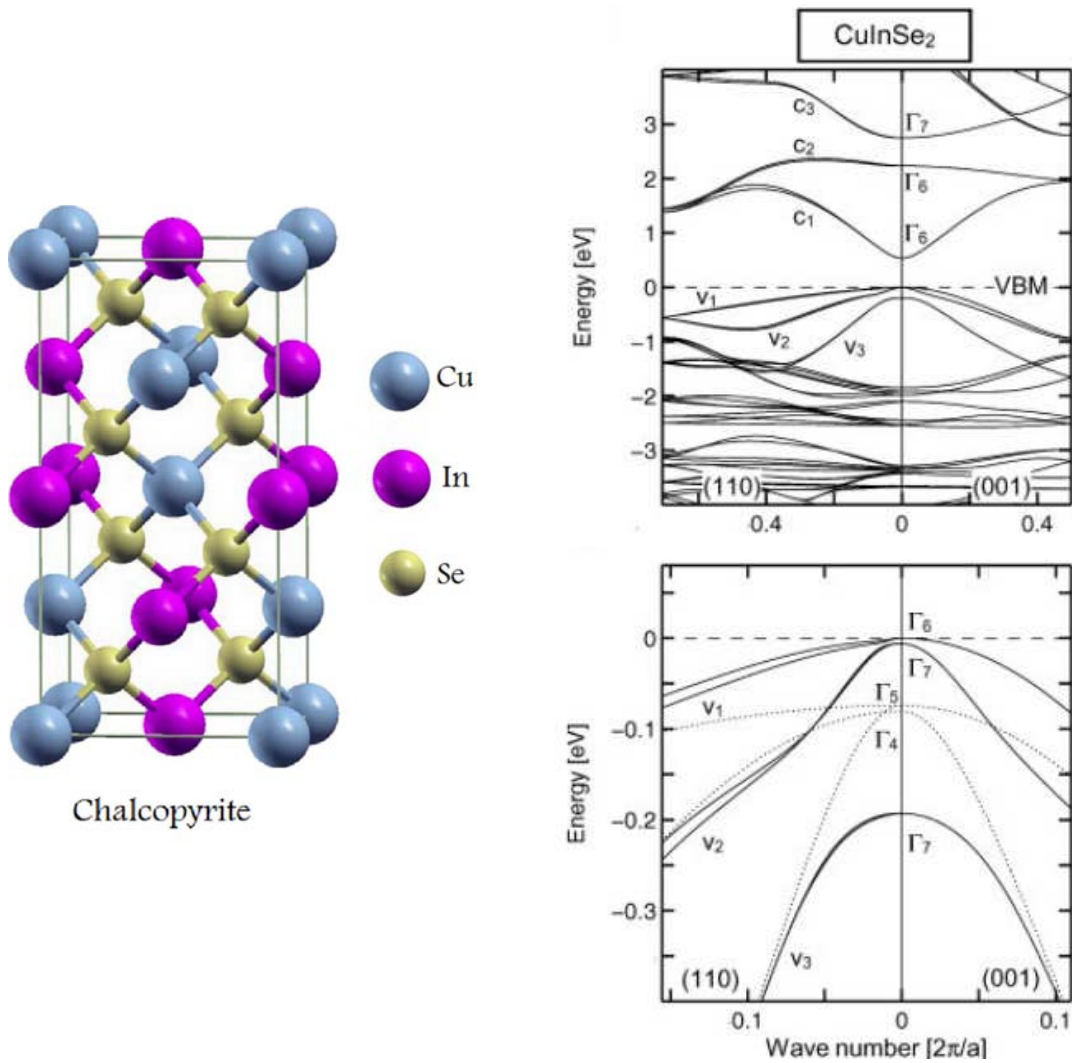 Cu
In
Se
Chalcopyrite
CuInSe₂
Energy [eV]
3
2
1
0
−1
−2
−3
c₃
c₂
c₁
Γ₇
Γ₆
Γ₆
VBM
v₁
v₂
v₃
(110)
(001)
0.4
0
0.4
Energy [eV]
0
−0.1
−0.2
−0.3
Γ₆
Γ₇
Γ₅
Γ₄
Γ₇
v₁
v₂
v₃
(110)
(001)
0.1
0
0.1
Wave number [2π/a]